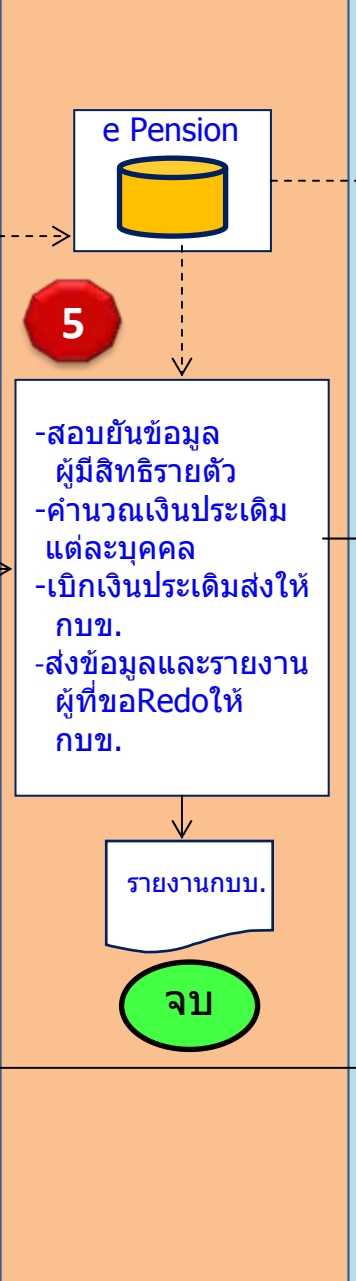 e Pension
5
-สอบยันข้อมูล
ผู้มีสิทธิรายตัว
-คำนวณเงินประเดิม
แต่ละบุคคล
-เบิกเงินประเดิมส่งให้
กบข.
-ส่งข้อมูลและรายงาน
ผู้ที่ขอRedoให้
กบข.
รายงานกบบ.
จบ